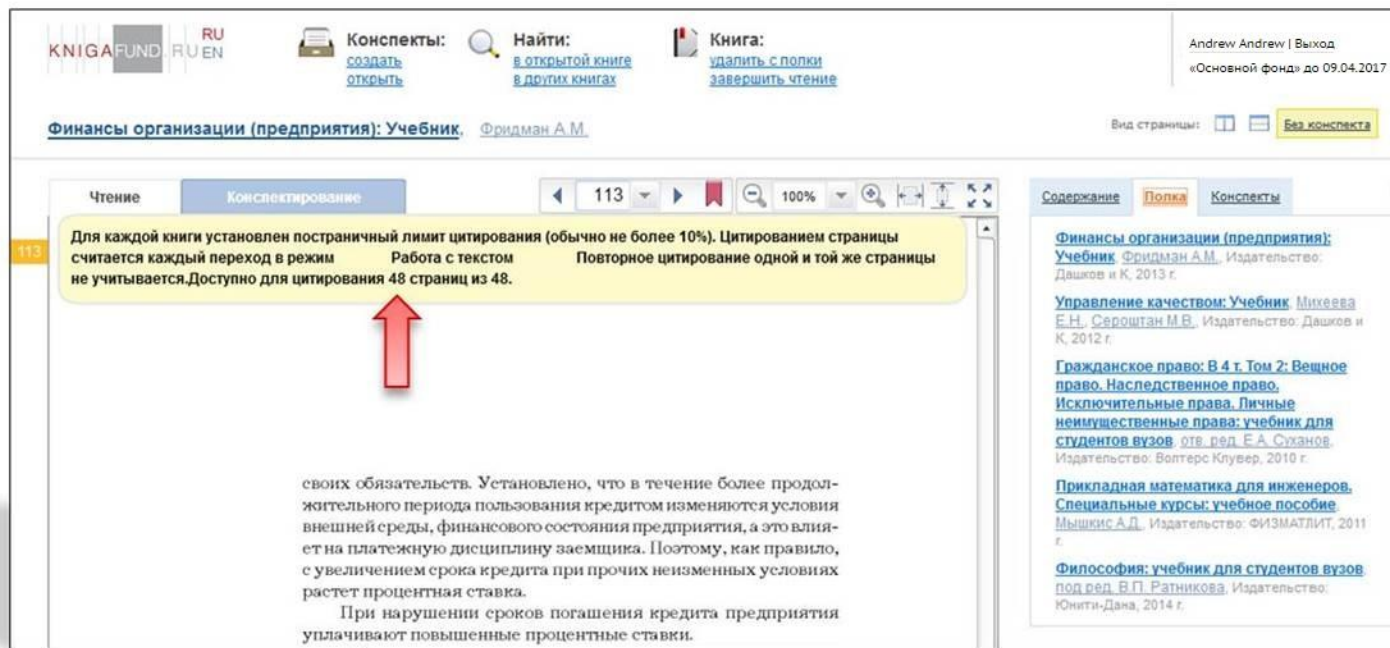 KNIGAFUND.RU
RU
EN
Конспекты:
создать
открыть
Найти:
в открытой книге
в других книгах
Книга:
удалить с полки
завершить чтение
Andrew Andrew | Выход
«Основной фонд» до 09.04.2017
Финансы организации (предприятия): Учебник, Фридман А.М.
Вид страницы:
Без конспекта
Чтение
Конспектирование
113
100%
113
Для каждой книги установлен постраничный лимит цитирования (обычно не более 10%). Цитированием страницы
считается каждый переход в режим Работа с текстом Повторное цитирование одной и той же страницы
не учитывается.Доступно для цитирования 48 страниц из 48.
своих обязательств. Установлено, что в течение более продол-
жительного периода пользования кредитом изменяются условия
внешней среды, финансового состояния предприятия, а это влия-
ет на платежную дисциплину заемщика. Поэтому, как правило,
с увеличением срока кредита при прочих неизменных условиях
растет процентная ставка.
При нарушении сроков погашения кредита предприятия
уплачивают повышенные процентные ставки.
Содержание
Полка
Конспекты
Финансы организации (предприятия):
Учебник, Фридман А.М., Издательство:
Дашков и К, 2013 г.
Управление качеством: Учебник, Михеева
Е.Н., Сероштан М.В., Издательство: Дашков и
К, 2012 г.
Гражданское право: В 4 т. Том 2: Вещное
право. Наследственное право.
Исключительные права. Личные
неимущественные права: учебник для
студентов вузов, отв. ред. Е.А. Суханов,
Издательство: Волтерс Клувер, 2010 г.
Прикладная математика для инженеров.
Специальные курсы: учебное пособие,
Мышкис А.Д., Издательство: ФИЗМАТЛИТ, 2011
г.
Философия: учебник для студентов вузов,
под ред. В.П. Ратникова, Издательство:
Юнити-Дана, 2014 г.